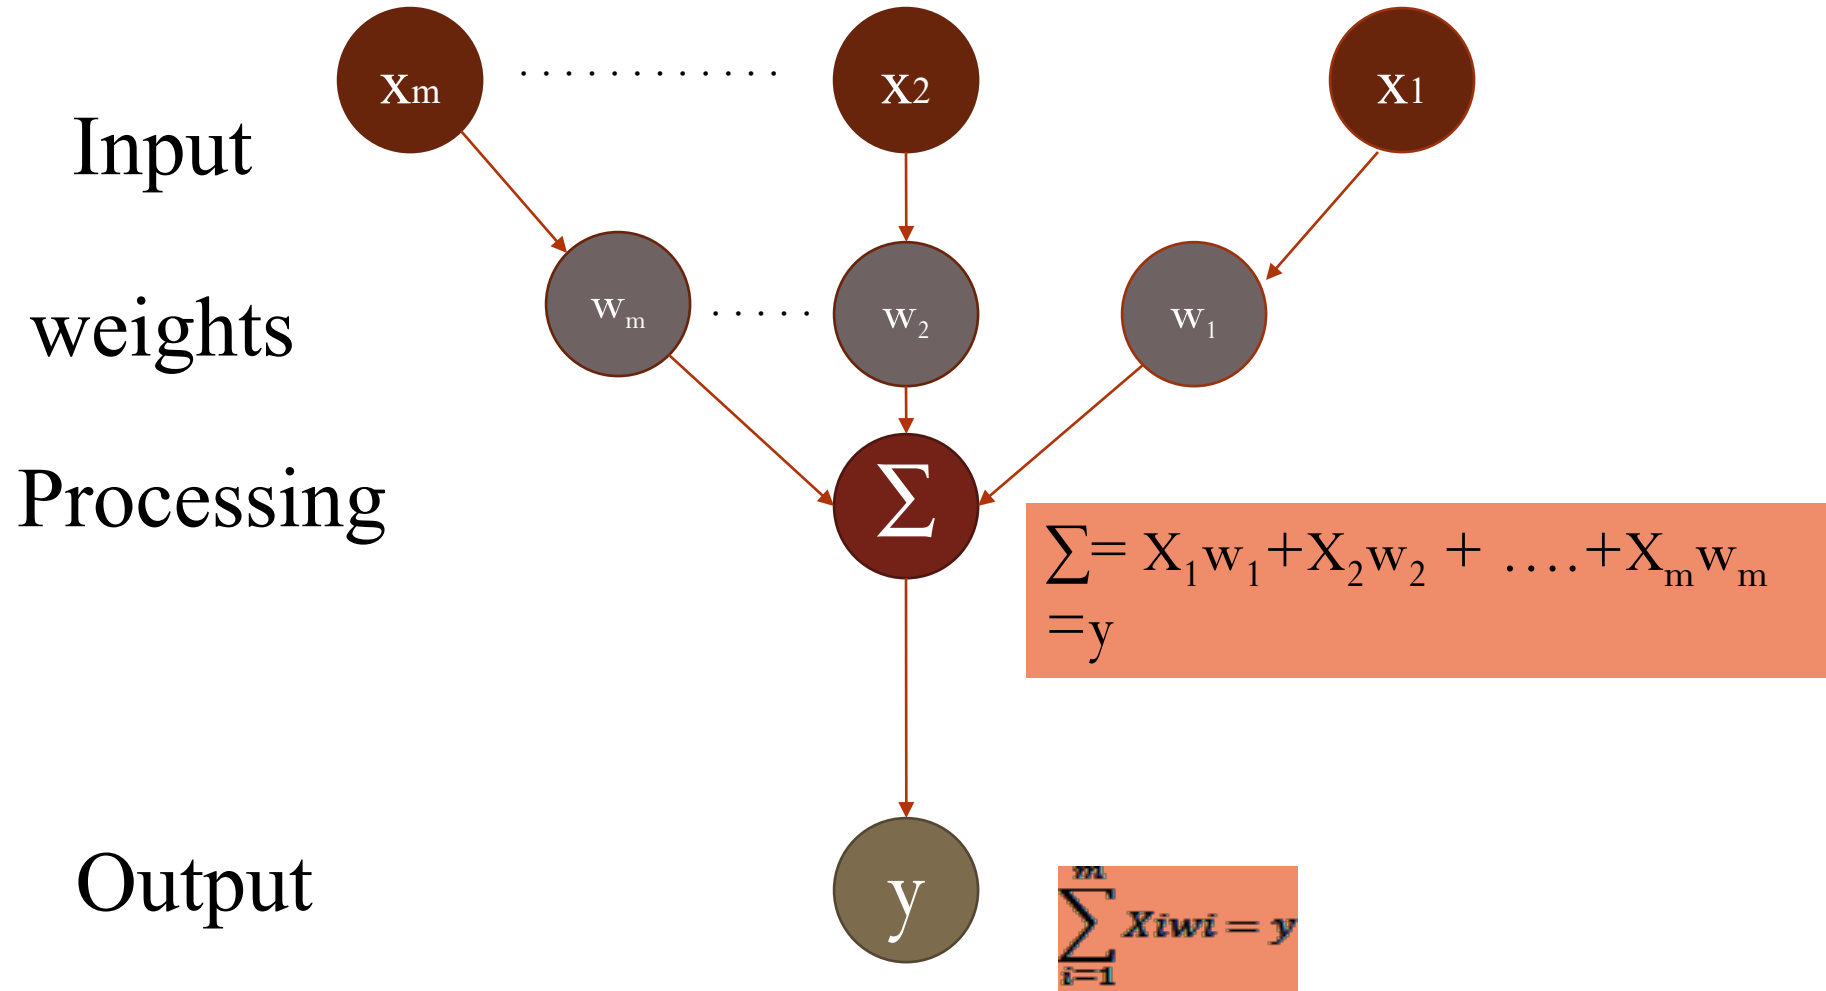 xm . . . . . . . . . . . . x2 x1
Input
wm . . . . . w2 w1
weights
Processing
∑
∑= X1w1+X2w2 + ....+Xmwm
=y
Output
y
m
∑ Xiwi = y
i=1